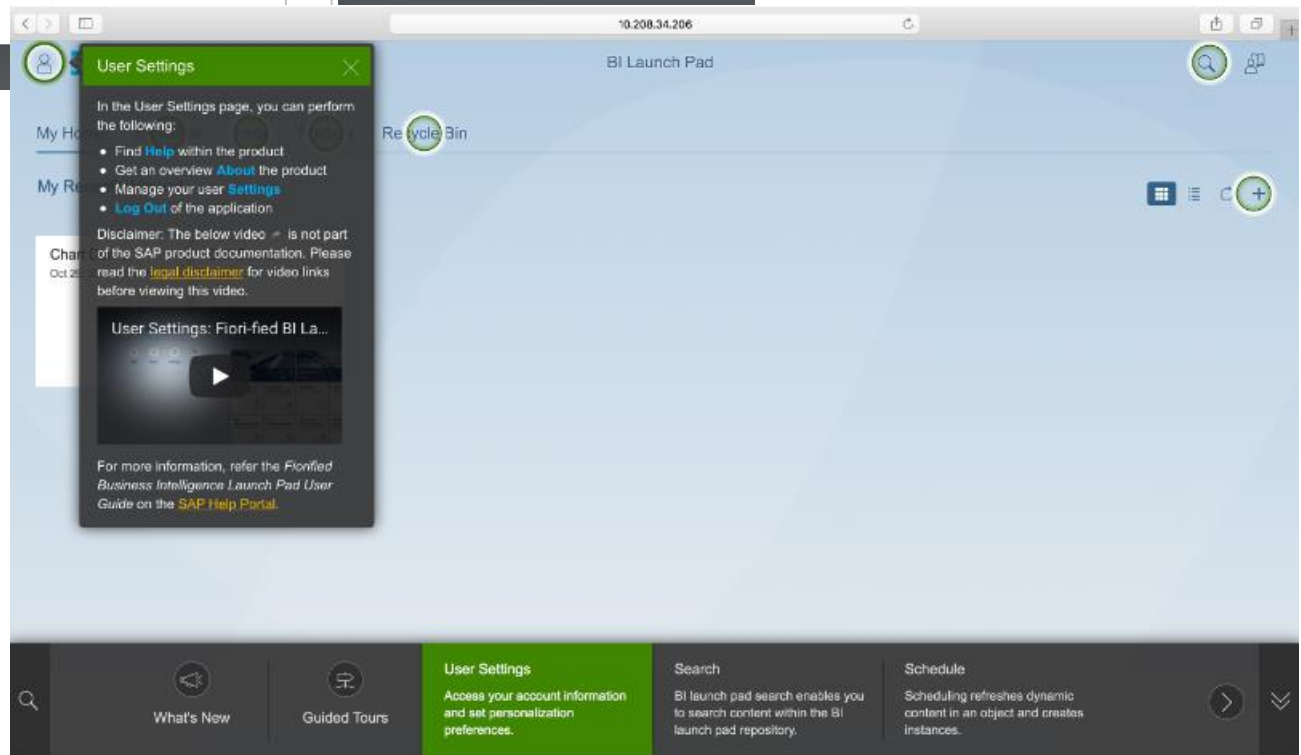 10.208.34.206
BI Launch Pad
User Settings
In the User Settings page, you can perform
the following:
• Find Help within the product
• Get an overview About the product
• Manage your user Settings
• Log Out of the application
Disclaimer: The below video is not part
of the SAP product documentation. Please
read the legal disclaimer for video links
before viewing this video.
User Settings: Fiori-fied BI La...
For more information, refer the Fiorified
Business Intelligence Launch Pad User
Guide on the SAP Help Portal.
My Ho
Recycle Bin
My Re
Chart
Oct 25
What's New
Guided Tours
User Settings
Access your account information
and set personalization
preferences.
Search
BI launch pad search enables you
to search content within the BI
launch pad repository.
Schedule
Scheduling refreshes dynamic
content in an object and creates
instances.